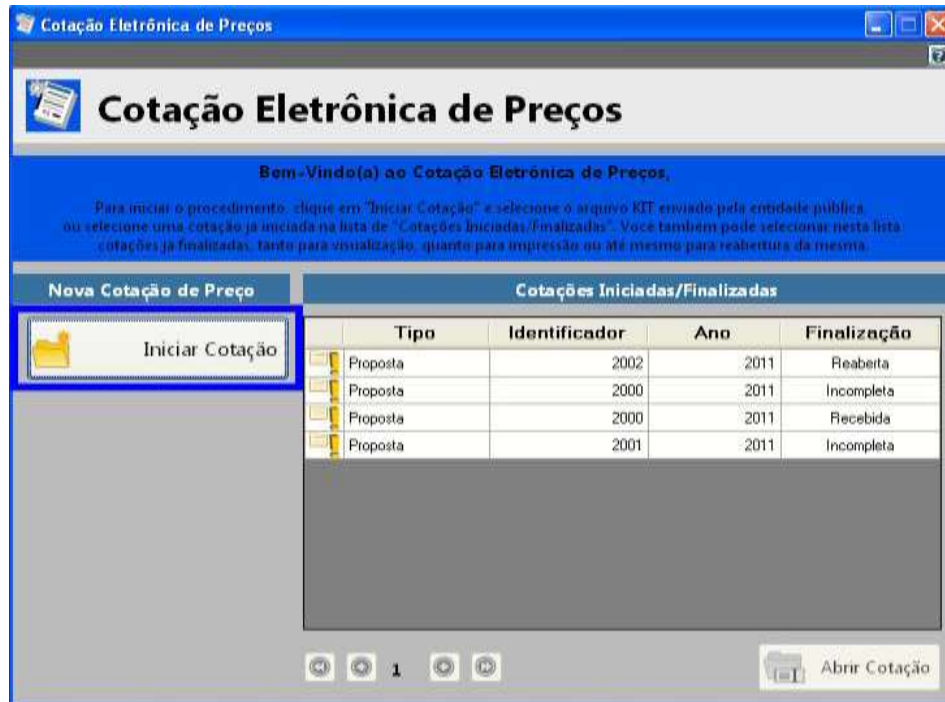 Cotação Eletrônica de Preços
Cotação Eletrônica de Preços
Bem-Vindo(a) ao Cotação Eletrônica de Preços,
Para iniciar o procedimento, clique em "Iniciar Cotação" e selecione o arquivo KIT enviado pela entidade pública,
ou selecione uma cotação já iniciada na lista de "Cotações Iniciadas/Finalizadas". Você também pode selecionar nesta lista
cotações já finalizadas, tanto para visualização, quanto para impressão ou até mesmo para reabertura da mesma.
Nova Cotação de Preço
Cotações Iniciadas/Finalizadas
Iniciar Cotação
Tipo Identificador Ano Finalização
Proposta 2002 2011 Reaberta
Proposta 2000 2011 Incompleta
Proposta 2000 2011 Recebida
Proposta 2001 2011 Incompleta
1
Abrir Cotação